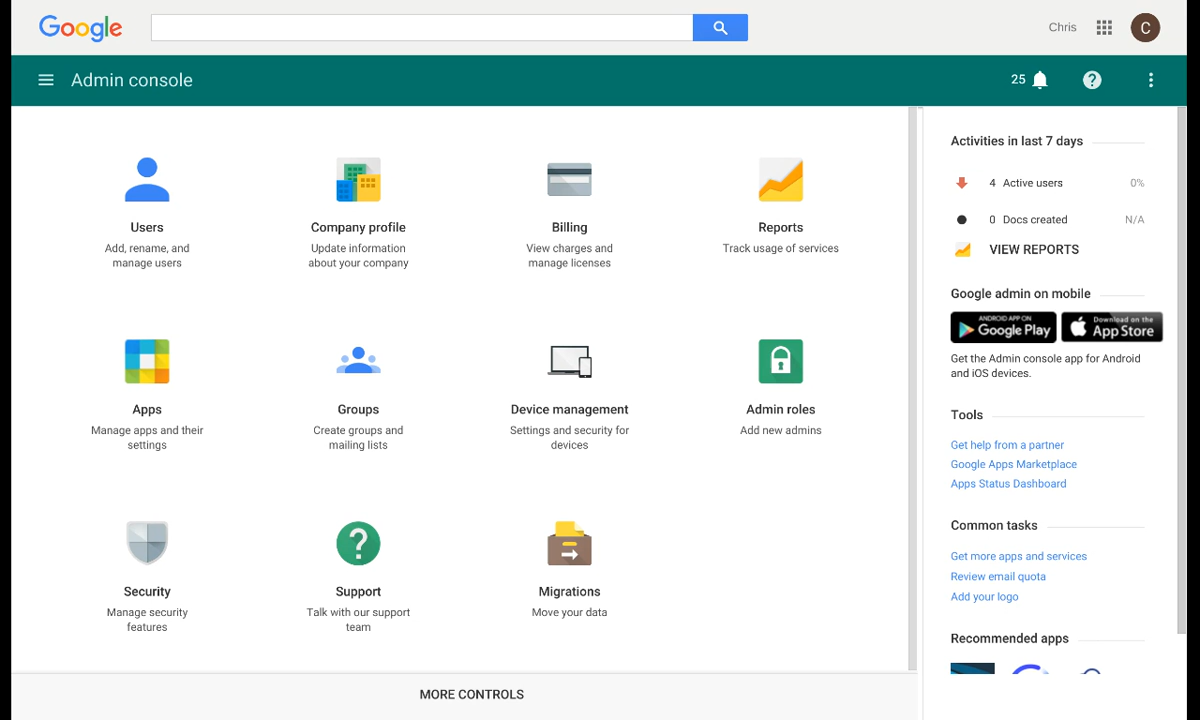 Google
Chris
C
Admin console
25
Users
Add, rename, and
manage users
Company profile
Update information
about your company
Billing
View charges and
manage licenses
Reports
Track usage of services
Apps
Manage apps and their
settings
Groups
Create groups and
mailing lists
Device management
Settings and security for
devices
Admin roles
Add new admins
Security
Manage security
features
?
Support
Talk with our support
team
Migrations
Move your data
MORE CONTROLS
Activities in last 7 days
4 Active users 0%
0 Docs created N/A
VIEW REPORTS
Google admin on mobile
ANDROID APP ON
Google Play
Download on the
App Store
Get the Admin console app for Android
and iOS devices.
Tools
Get help from a partner
Google Apps Marketplace
Apps Status Dashboard
Common tasks
Get more apps and services
Review email quota
Add your logo
Recommended apps